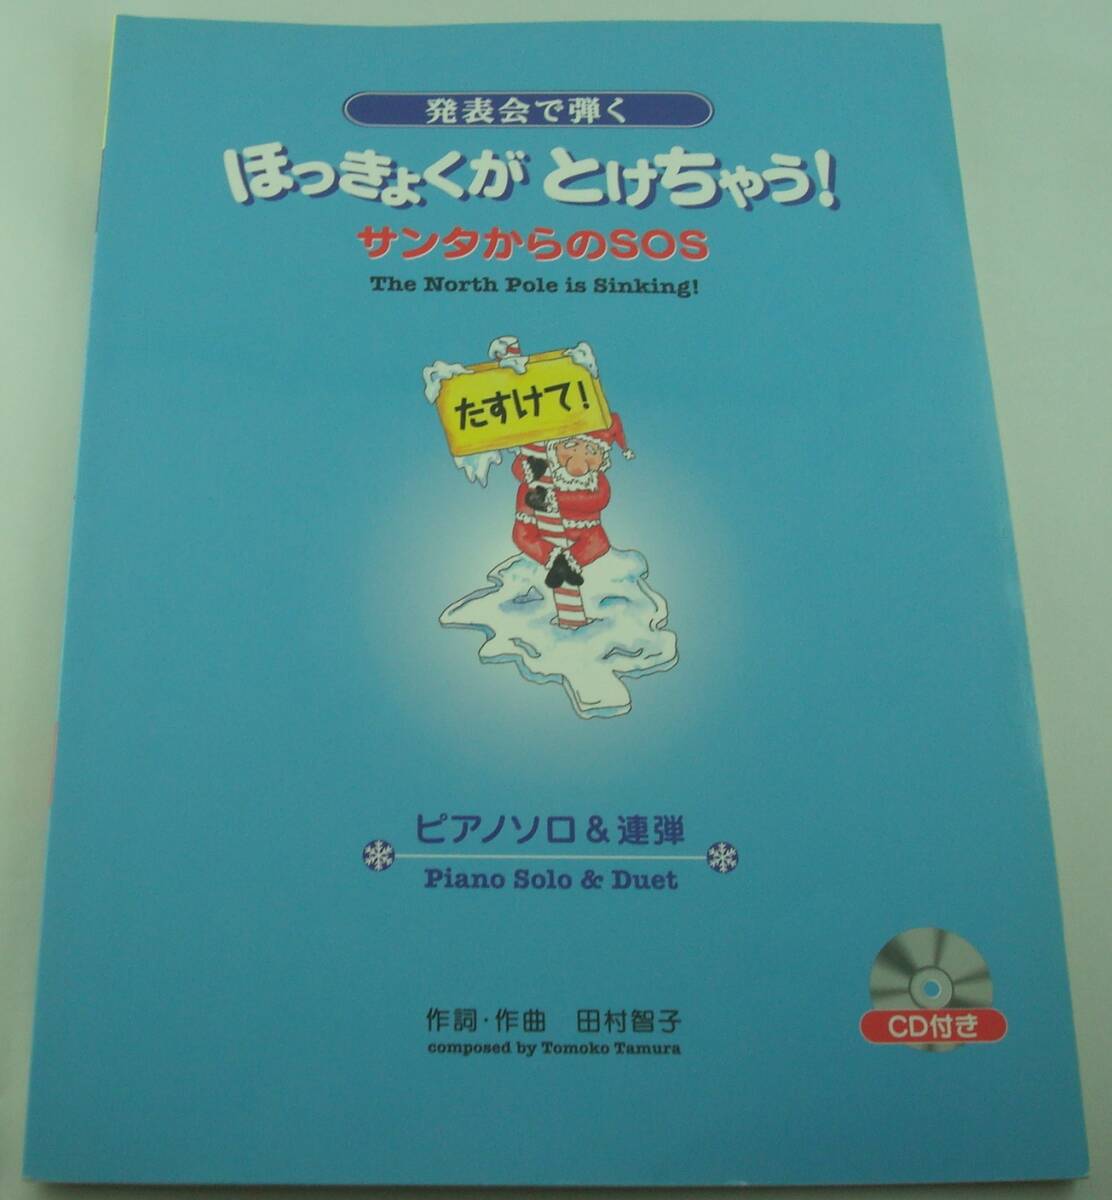 発表会で弾く
ほっきょくが とけちゃう!
サンタからのSOS
The North Pole is Sinking!
たすけて!
ピアノソロ&連弾
Piano Solo & Duet
作詞・作曲 田村智子
composed by Tomoko Tamura
CD付き